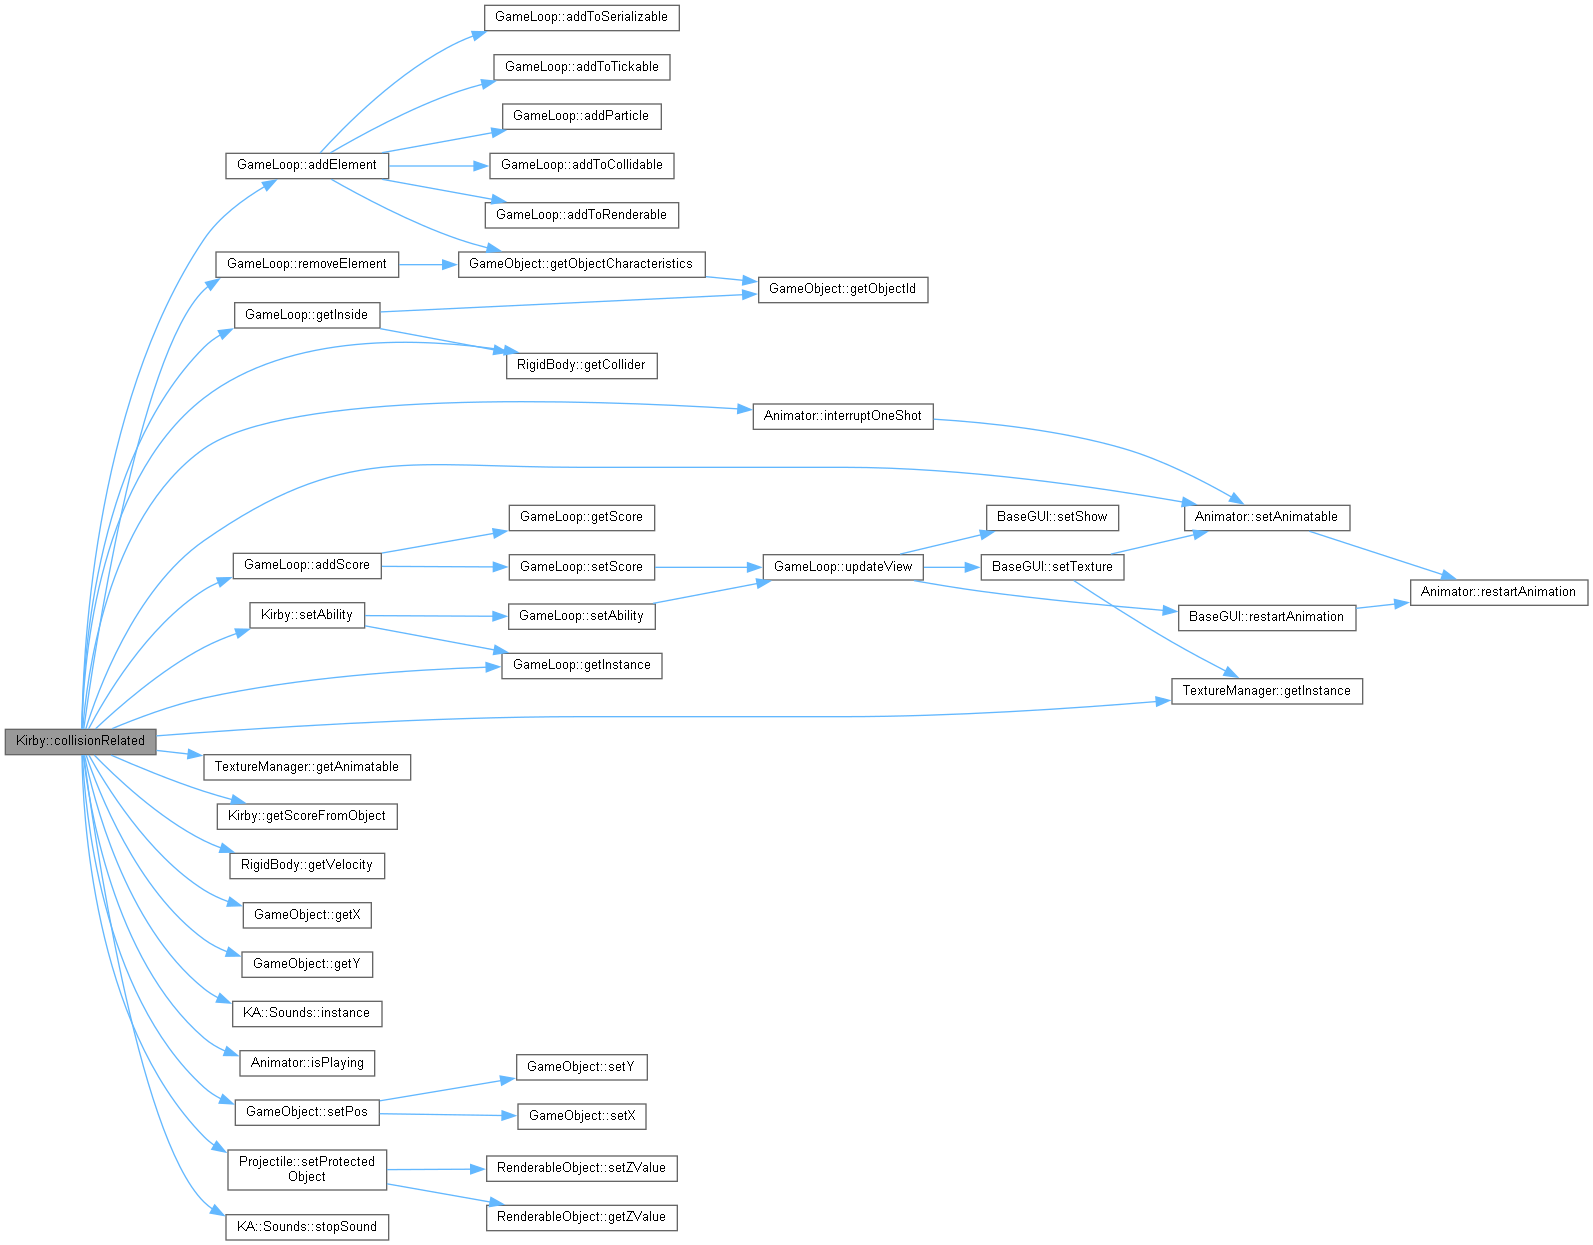 GameLoop::addToSerializable
GameLoop::addToTickable
GameLoop::addParticle
GameLoop::addElement
GameLoop::addToCollidable
GameLoop::addToRenderable
GameLoop::removeElement
GameObject::getObjectCharacteristics
GameObject::getObjectId
GameLoop::getInside
RigidBody::getCollider
Animator::interruptOneShot
GameLoop::getScore
BaseGUI::setShow
Animator::setAnimatable
GameLoop::addScore
GameLoop::setScore
GameLoop::updateView
BaseGUI::setTexture
Animator::restartAnimation
Kirby::setAbility
GameLoop::setAbility
BaseGUI::restartAnimation
GameLoop::getInstance
TextureManager::getInstance
Kirby::collisionRelated
TextureManager::getAnimatable
Kirby::getScoreFromObject
RigidBody::getVelocity
GameObject::getX
GameObject::getY
KA::Sounds::instance
Animator::isPlaying
GameObject::setY
GameObject::setPos
GameObject::setX
Projectile::setProtected
Object
RenderableObject::setZValue
RenderableObject::getZValue
KA::Sounds::stopSound